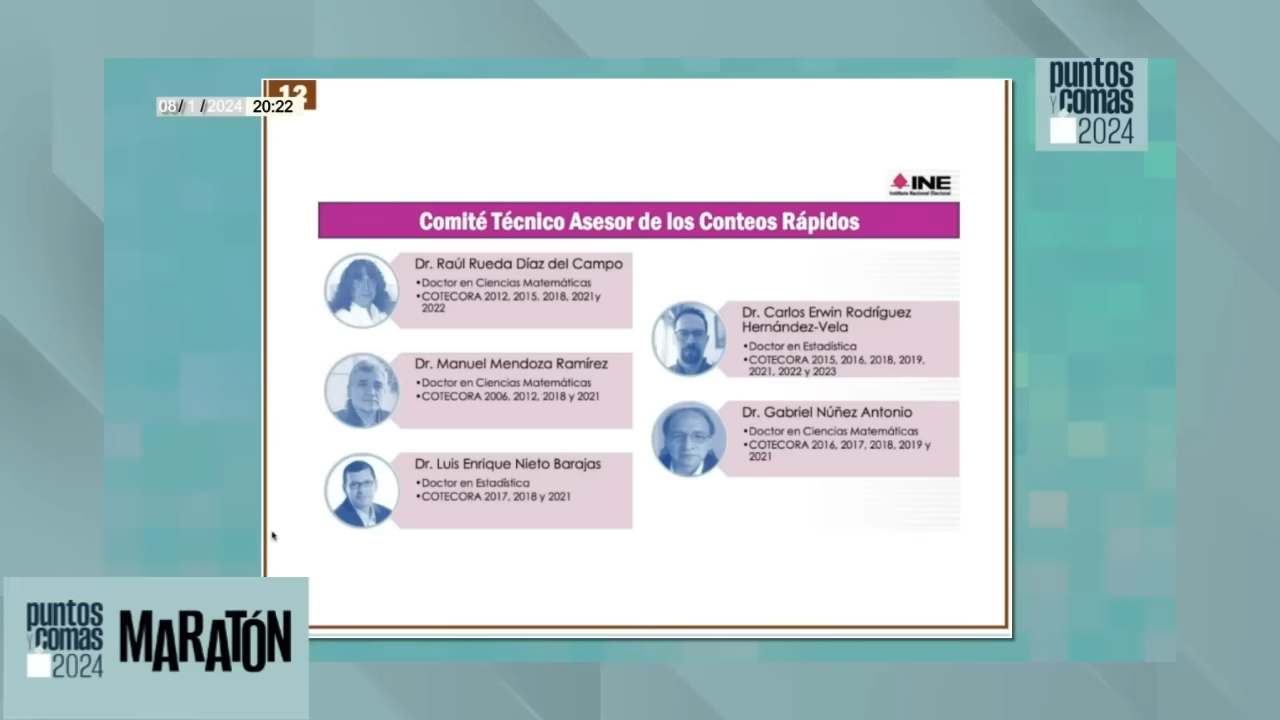 12
08/ 1 /2024 20:22
puntos
y comas
2024
INE
Instituto Nacional Electoral
Comité Técnico Asesor de los Conteos Rápidos
Dr. Raúl Rueda Díaz del Campo
•Doctor en Ciencias Matemáticas
•COTECORA 2012, 2015, 2018, 2021y
2022
Dr. Manuel Mendoza Ramírez
•Doctor en Ciencias Matemáticas
•COTECORA 2006, 2012, 2018 y 2021
Dr. Luis Enrique Nieto Barajas
•Doctor en Estadística
•COTECORA 2017, 2018 y 2021
Dr. Carlos Erwin Rodríguez
Hernández-Vela
•Doctor en Estadística
•COTECORA 2015, 2016, 2018, 2019,
2021, 2022 y 2023
Dr. Gabriel Núñez Antonio
•Doctor en Ciencias Matemáticas
•COTECORA 2016, 2017, 2018, 2019 y
2021
puntos
y comas
2024
MARATÓN